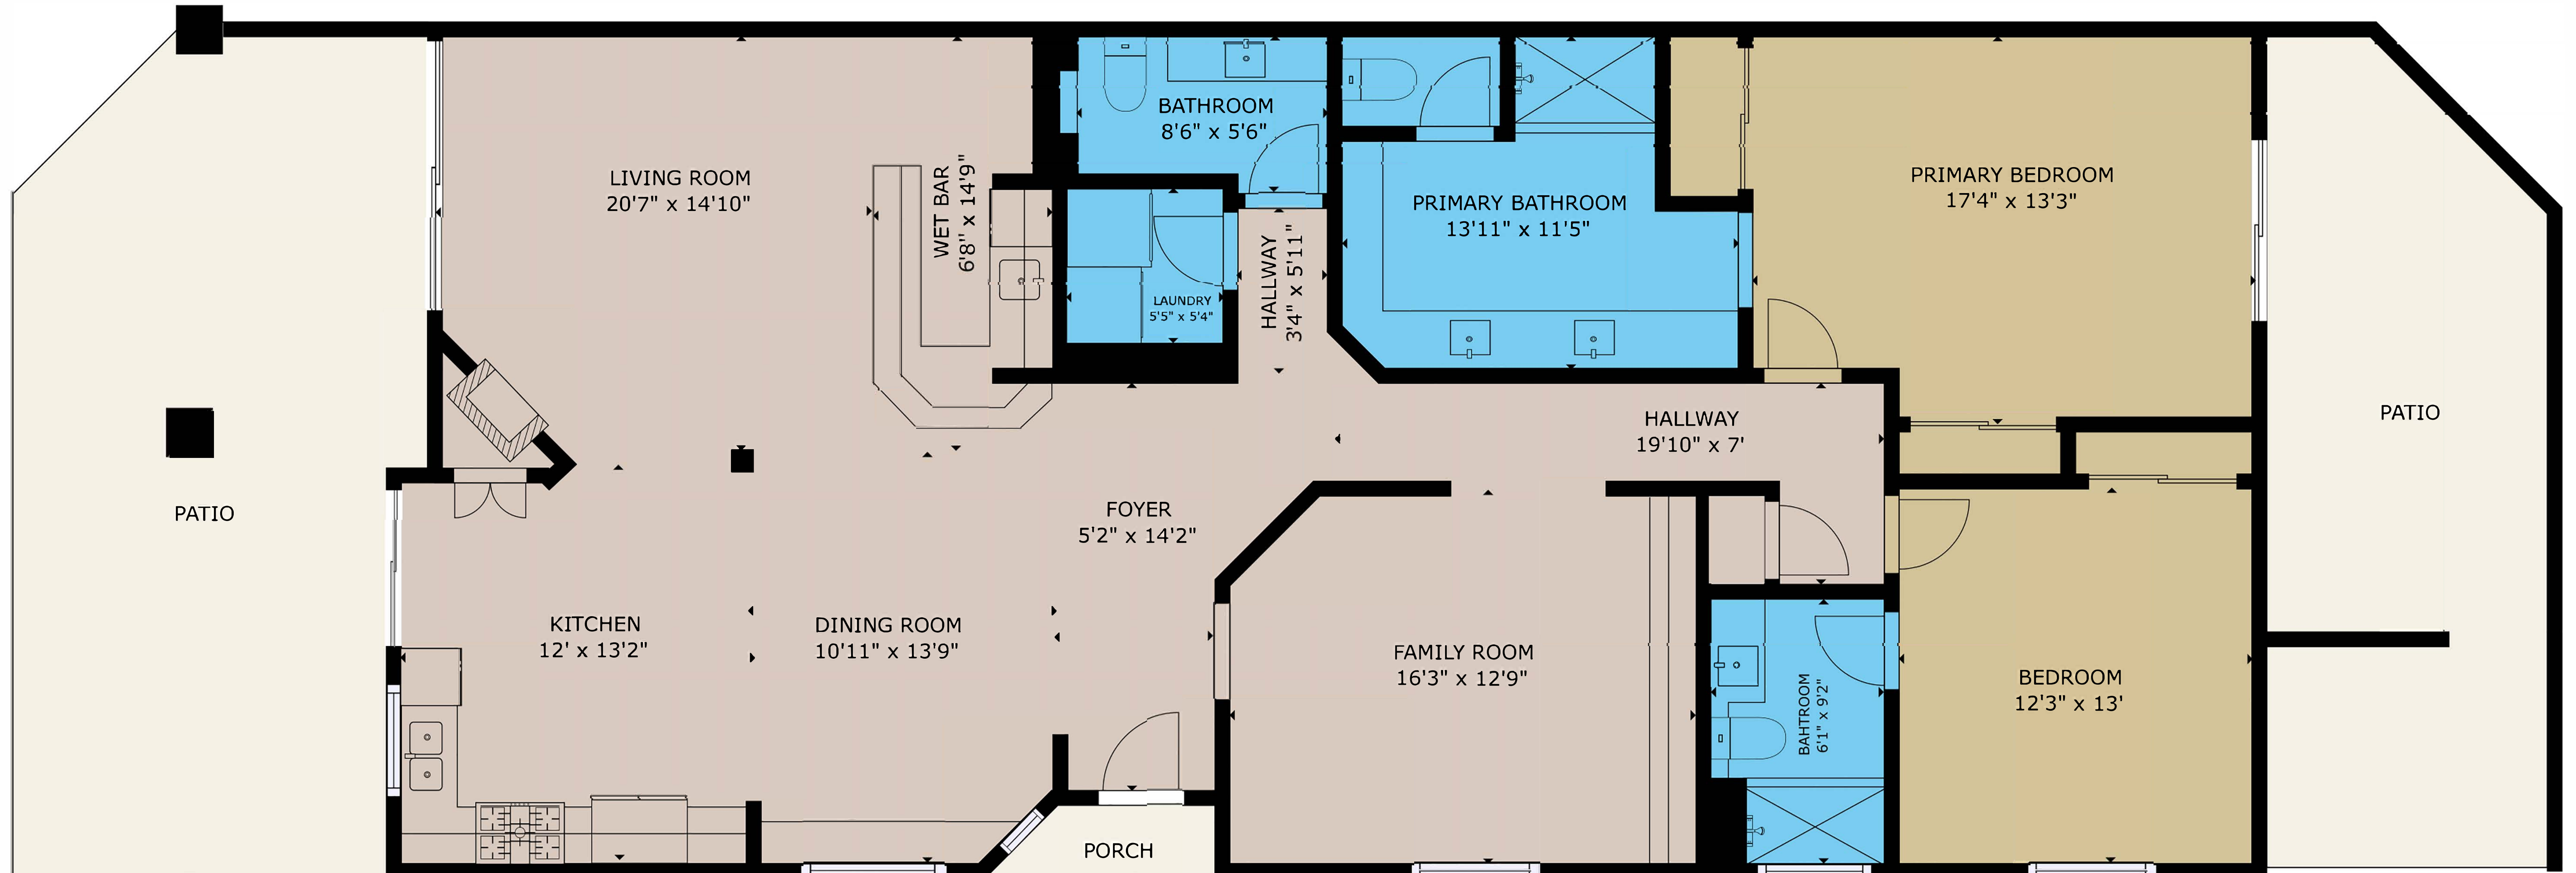 BATHROOM
8'6" x 5'6"
LIVING ROOM
20'7" x 14'10"
WET BAR
6'8" x 14'9"
PRIMARY BATHROOM
13'11" x 11'5"
PRIMARY BEDROOM
17'4" x 13'3"
LAUNDRY
5'5" x 5'4"
HALLWAY
3'4" x 5'11"
HALLWAY
19'10" x 7'
PATIO
PATIO
FOYER
5'2" x 14'2"
KITCHEN
12' x 13'2"
DINING ROOM
10'11" x 13'9"
FAMILY ROOM
16'3" x 12'9"
BAHTROOM
6'1" x 9'2"
BEDROOM
12'3" x 13'
PORCH